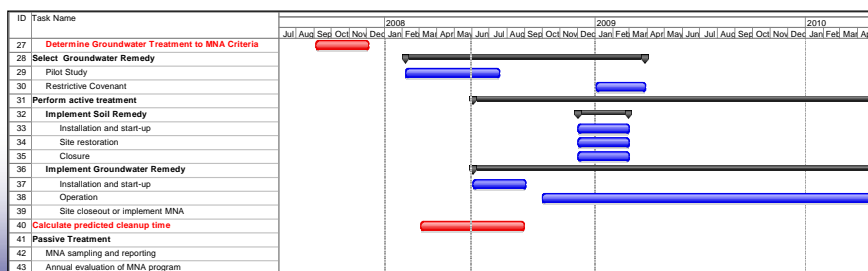 ID Task Name 2008 2009 2010
Jul Aug Sep Oct Nov Dec Jan Feb Mar Apr May Jun Jul Aug Sep Oct Nov Dec Jan Feb Mar Apr May Jun Jul Aug Sep Oct Nov Dec Jan Feb Mar Ap
27 Determine Groundwater Treatment to MNA Criteria
28 Select Groundwater Remedy
29 Pilot Study
30 Restrictive Covenant
31 Perform active treatment
32 Implement Soil Remedy
33 Installation and start-up
34 Site restoration
35 Closure
36 Implement Groundwater Remedy
37 Installation and start-up
38 Operation
39 Site closeout or implement MNA
40 Calculate predicted cleanup time
41 Passive Treatment
42 MNA sampling and reporting
43 Annual evaluation of MNA program